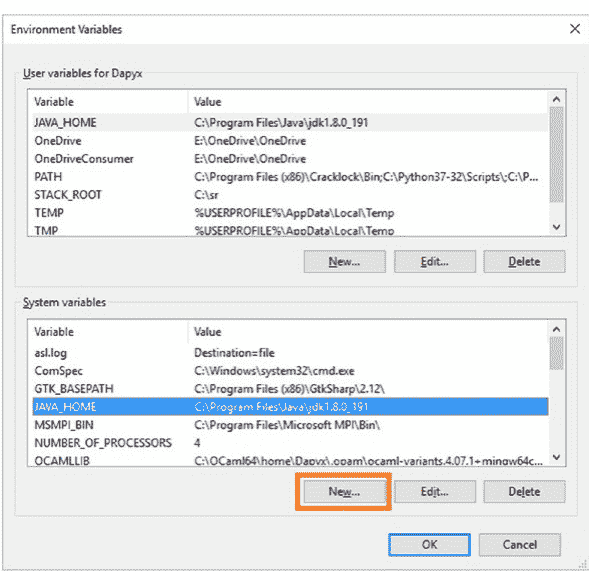 Environment Variables
User variables for Dapyx
Variable Value
JAVA_HOME C:\Program Files\Java\jdk1.8.0_191
OneDrive E:\OneDrive\OneDrive
OneDriveConsumer E:\OneDrive\OneDrive
PATH C:\Program Files (x86)\Cracklock\Bin;C:\Python37-32\Scripts\;C:\P...
STACK_ROOT C:\sr
TEMP %USERPROFILE%\AppData\Local\Temp
TMP %USERPROFILE%\AppData\Local\Temp
New... Edit... Delete
System variables
Variable Value
asl.log Destination=file
ComSpec C:\Windows\system32\cmd.exe
GTK_BASEPATH C:\Program Files (x86)\GtkSharp\2.12\
JAVA_HOME C:\Program Files\Java\jdk1.8.0_191
MSMPI_BIN C:\Program Files\Microsoft MPI\Bin\
NUMBER_OF_PROCESSORS 4
OCAMLLIB C:\OCaml64\home\Dapyx\.opam\ocaml-variants.4.07.1+mingw64c...
New... Edit... Delete
OK Cancel